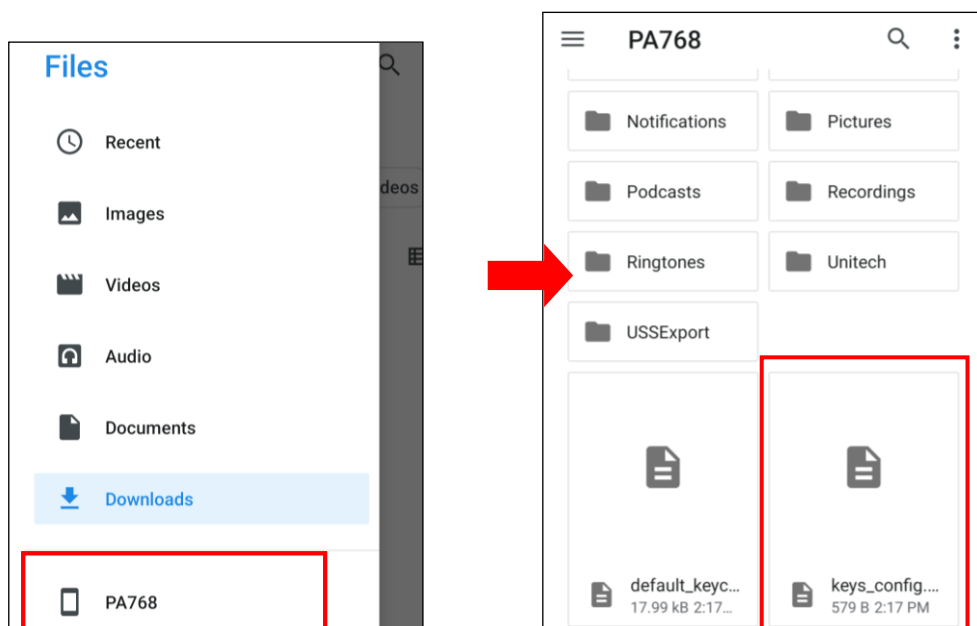 Files
Recent
Images
deos
Videos
Audio
Documents
Downloads
PA768
PA768
Notifications
Pictures
Podcasts
Recordings
Ringtones
Unitech
USSExport
default_keyc...
17.99 kB 2:17...
keys_config....
579 B 2:17 PM